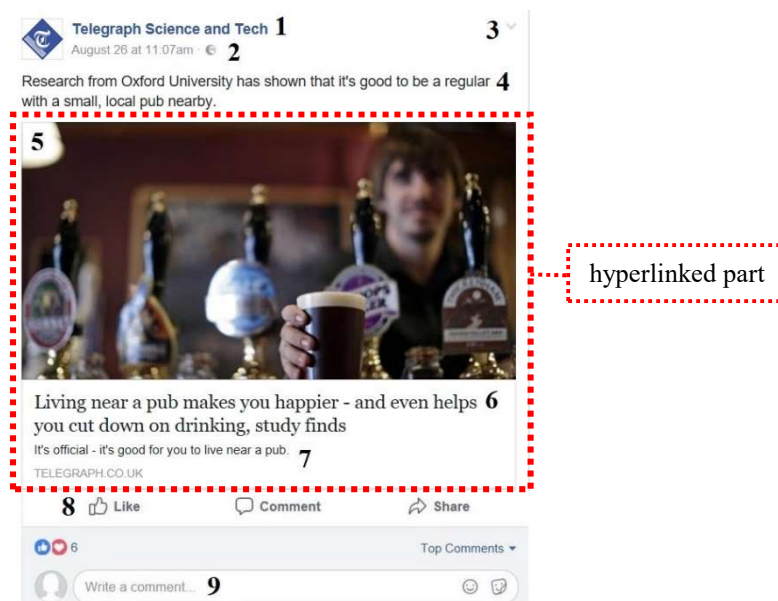 Telegraph Science and Tech 1
August 26 at 11:07am · 2
3
Research from Oxford University has shown that it's good to be a regular 4
with a small, local pub nearby.
5
hyperlinked part
Living near a pub makes you happier - and even helps 6
you cut down on drinking, study finds
It's official - it's good for you to live near a pub. 7
TELEGRAPH.CO.UK
8 Like Comment Share
6 Top Comments
Write a comment... 9